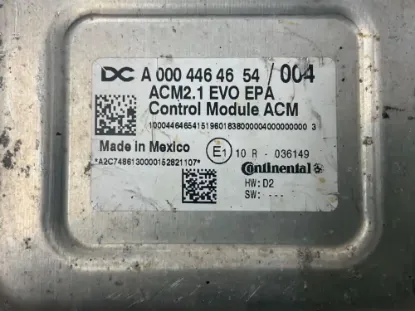 DC A 000 446 46 54 / 004
ACM2.1 EVO EPA
Control Module ACM
10004464654151960183800000400000000 3
Made in Mexico
E1 10 R - 036149
*A2C7486130000152821107*
Continental
HW: D2
SW: ---